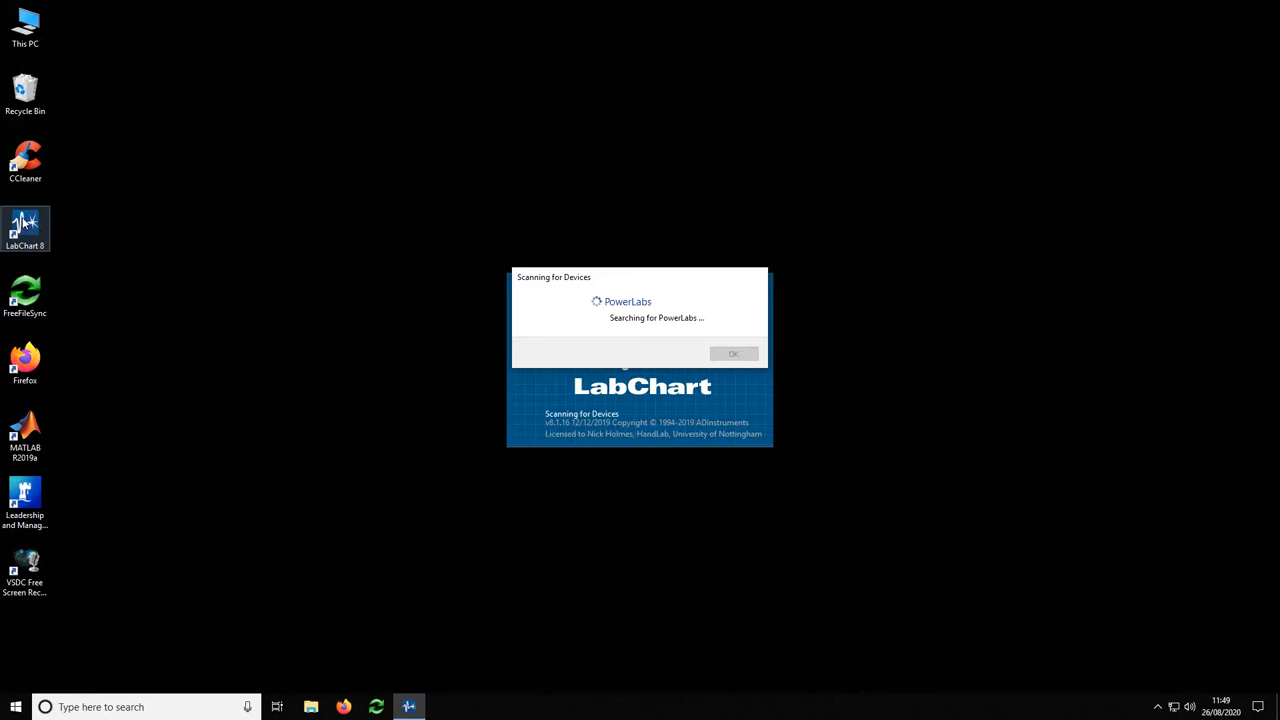 This PC
Recycle Bin
CCleaner
LabChart 8
FreeFileSync
Firefox
MATLAB
R2019a
Leadership
and Manag...
VSDC Free
Screen Rec...
Scanning for Devices
PowerLabs
Searching for PowerLabs ...
OK
LabChart
Scanning for Devices
v8.1.16 12/12/2019 Copyright © 1994-2019 ADInstruments
Licensed to Nick Holmes, HandLab, University of Nottingham
Type here to search
11:49
26/08/2020